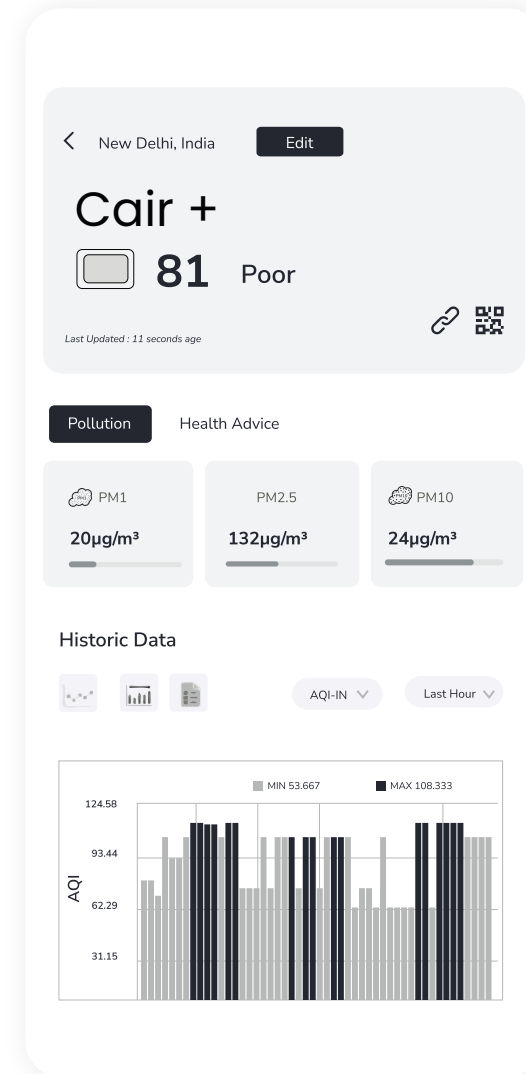 New Delhi, India
Edit
Cair +
81 Poor
Last Updated : 11 seconds age
Pollution
Health Advice
PM1
PM1
PM2.5
PM10
PM10
20µg/m³
132µg/m³
24µg/m³
Historic Data
AQI-IN
Last Hour
MIN 53.667
MAX 108.333
124.58
93.44
62.29
31.15
AQI